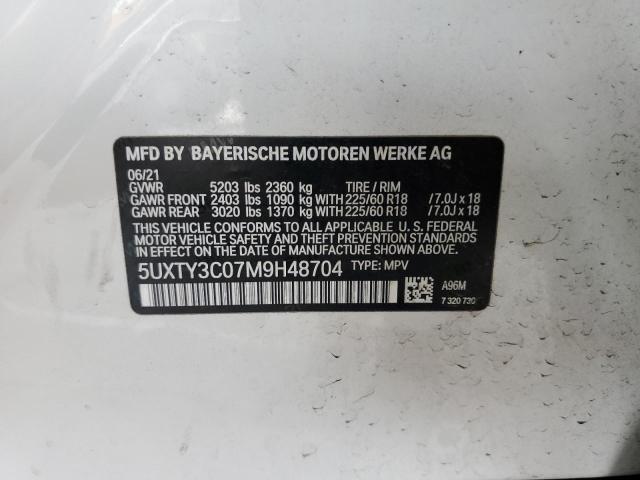 MFD BY BAYERISCHE MOTOREN WERKE AG
06/21
GVWR 5203 lbs 2360 kg TIRE / RIM
GAWR FRONT 2403 lbs 1090 kg WITH 225/60 R18 / 7.0J x 18
GAWR REAR 3020 lbs 1370 kg WITH 225/60 R18 / 7.0J x 18
THIS VEHICLE CONFORMS TO ALL APPLICABLE U. S. FEDERAL
MOTOR VEHICLE SAFETY AND THEFT PREVENTION STANDARDS
IN EFFECT ON THE DATE OF MANUFACTURE SHOWN ABOVE.
5UXTY3C07M9H48704 TYPE: MPV
A96M
7 320 730